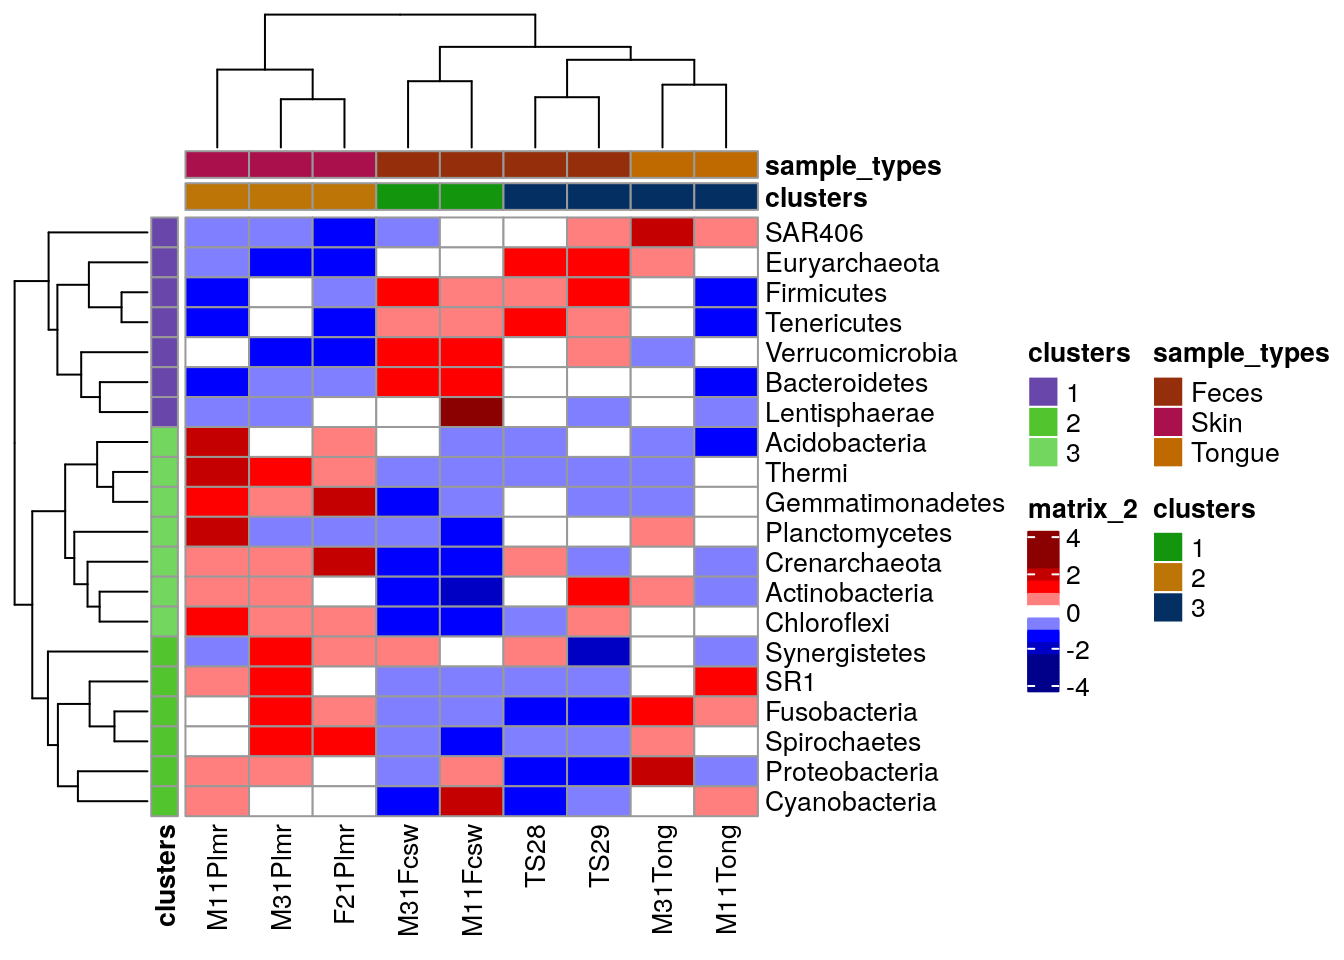 sample_types
clusters
SAR406
Euryarchaeota
Firmicutes
Tenericutes
Verrucomicrobia
Bacteroidetes
Lentisphaerae
Acidobacteria
Thermi
Gemmatimonadetes
Planctomycetes
Crenarchaeota
Actinobacteria
Chloroflexi
Synergistetes
SR1
Fusobacteria
Spirochaetes
Proteobacteria
Cyanobacteria
clusters
M11Plmr
M31Plmr
F21Plmr
M31Fcsw
M11Fcsw
TS28
TS29
M31Tong
M11Tong
clusters
1
2
3
sample_types
Feces
Skin
Tongue
matrix_2
4
2
0
-2
-4
clusters
1
2
3